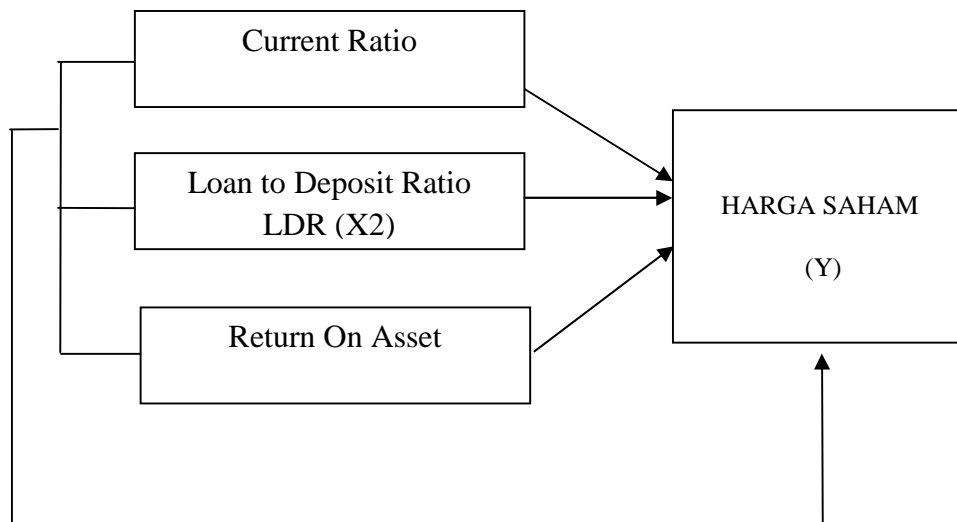 Current Ratio
Loan to Deposit Ratio
LDR (X2)
Return On Asset
HARGA SAHAM
(Y)